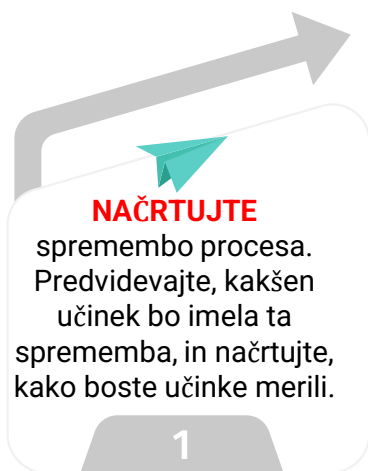 NAČRTUJTE
spremembo procesa.
Predvidevajte, kakšen
učinek bo imela ta
sprememba, in načrtujte,
kako boste učinke merili.
1